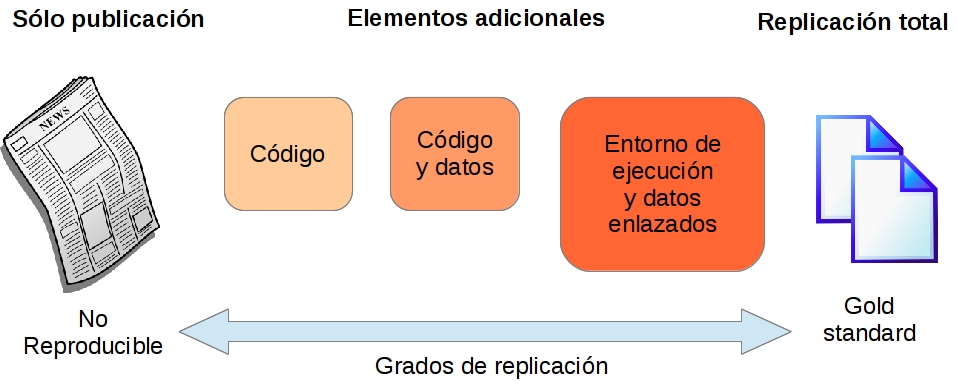 Sólo publicación
Elementos adicionales
Replicación total
NEWS
Código
Código
y datos
Entorno de
ejecución
y datos
enlazados
No
Reproducible
Gold
standard
Grados de replicación